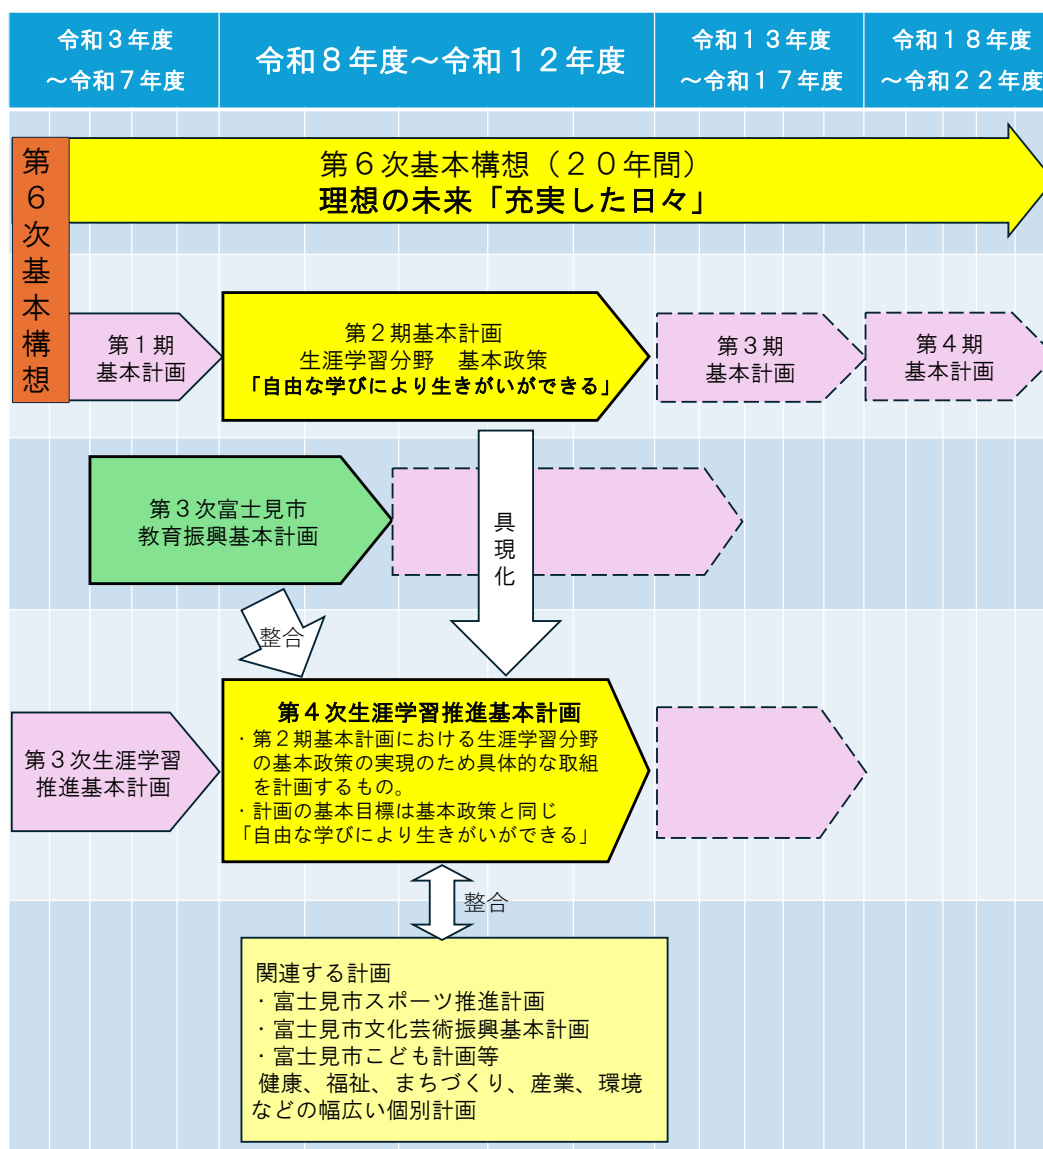 令和３年度
～令和７年度
令和８年度～令和１２年度
令和１３年度
～令和１７年度
令和１８年度
～令和２２年度
第６次基本構想
第６次基本構想（２０年間）
理想の未来「充実した日々」
第１期
基本計画
第２期基本計画
生涯学習分野　基本政策
「自由な学びにより生きがいができる」
第３期
基本計画
第４期
基本計画
第３次富士見市
教育振興基本計画
具現化
整合
第３次生涯学習
推進基本計画
第４次生涯学習推進基本計画
・第２期基本計画における生涯学習分野
の基本政策の実現のため具体的な取組
を計画するもの。
・計画の基本目標は基本政策と同じ
「自由な学びにより生きがいができる」
整合
関連する計画
・富士見市スポーツ推進計画
・富士見市文化芸術振興基本計画
・富士見市こども計画等
健康、福祉、まちづくり、産業、環境
などの幅広い個別計画